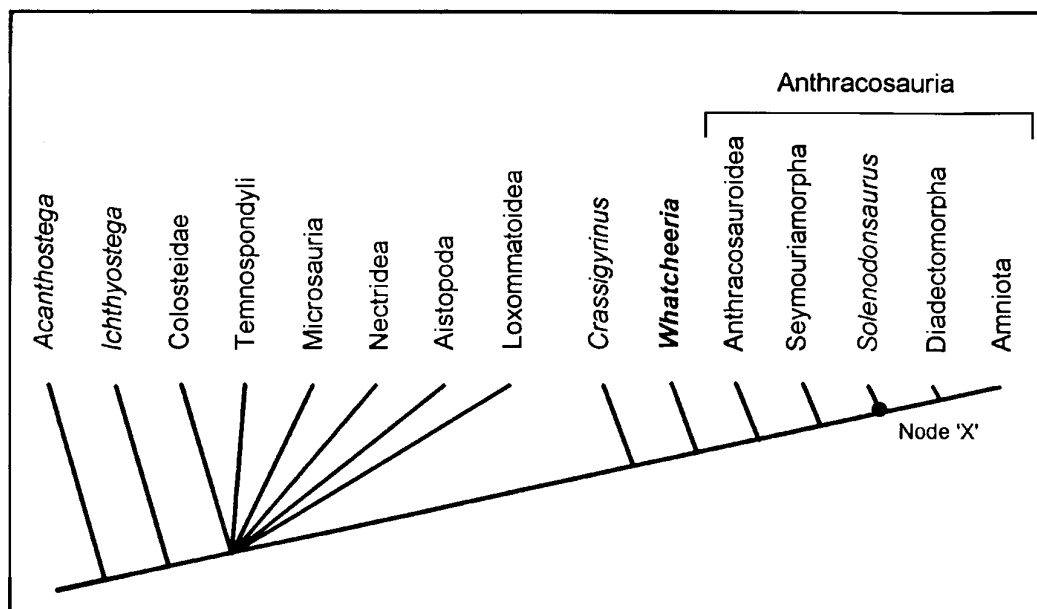 Anthracosauria
Acanthostega
Ichthyostega
Colosteidae
Temnospondyli
Microsauria
Nectridea
Aistopoda
Loxommatoidea
Crassigyrinus
Whatcheeria
Anthracosauroidea
Seymouriamorpha
Solenodonsaurus
Diadectomorpha
Amniota
Node 'X'